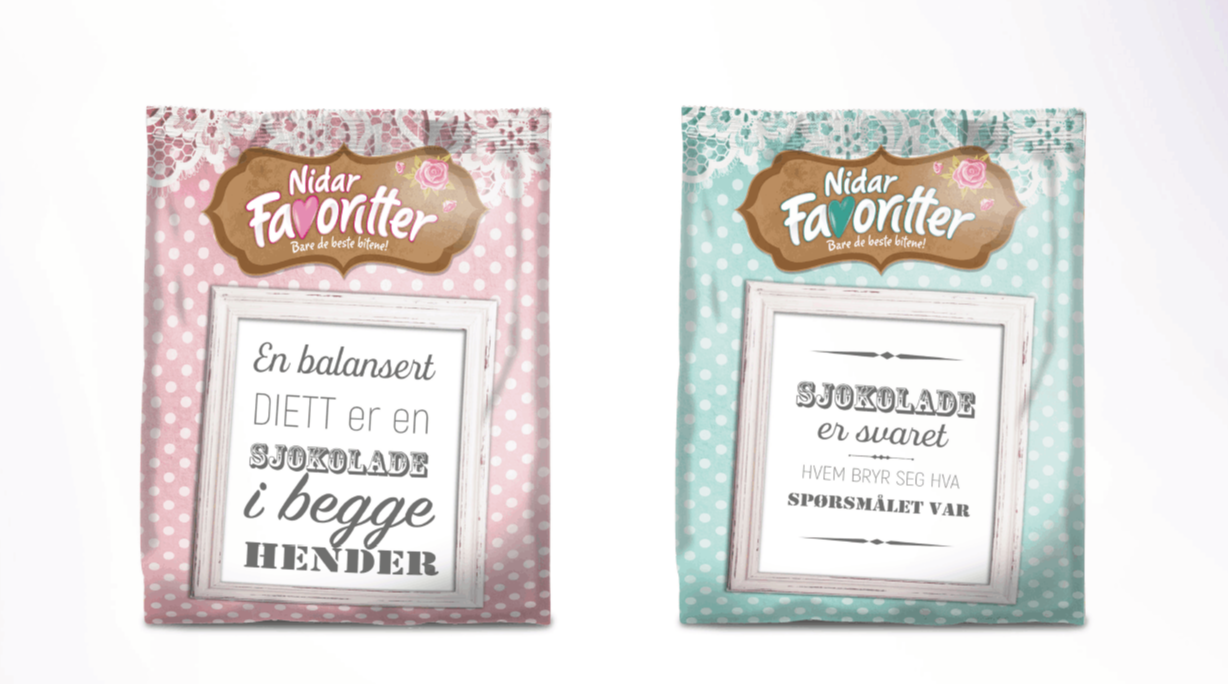 Nidar
Favoritter
Bare de beste bitene!
En balansert
DIETT er en
SJOKOLADE
i begge
HENDER
Nidar
Favoritter
Bare de beste bitene!
SJOKOLADE
er svaret
HVEM BRYR SEG HVA
SPØRSMÅLET VAR